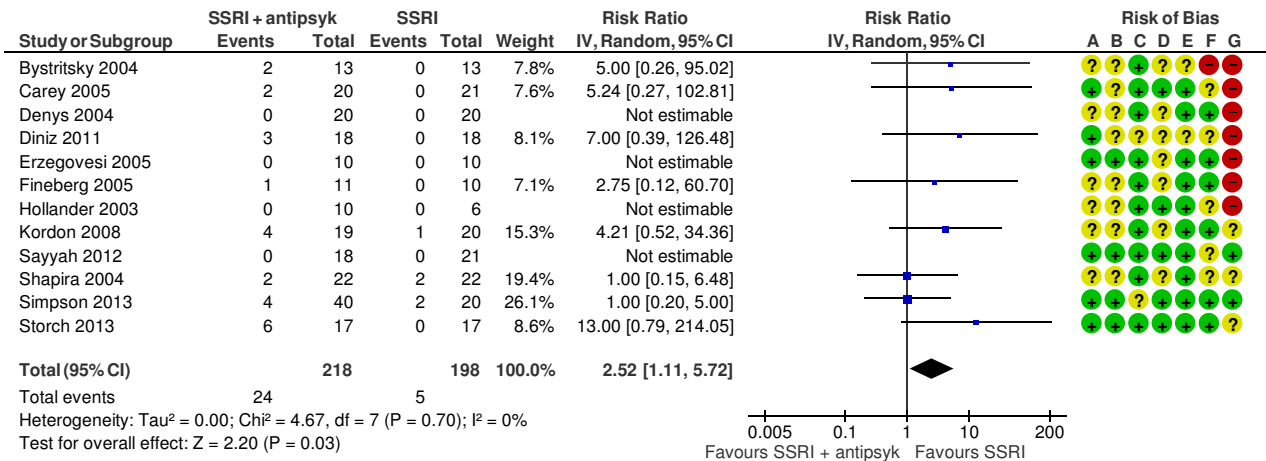 SSRI + antipsyk SSRI Risk Ratio Risk Ratio Risk of Bias
Study or Subgroup Events Total Events Total Weight IV, Random, 95% CI IV, Random, 95% CI A B C D E F G
Bystritsky 2004 2 13 0 13 7.8% 5.00 [0.26, 95.02] ? ? + ? ? – –
Carey 2005 2 20 0 21 7.6% 5.24 [0.27, 102.81] + ? + + + ? –
Denys 2004 0 20 0 20 Not estimable ? ? + ? + + –
Diniz 2011 3 18 0 18 8.1% 7.00 [0.39, 126.48] + ? ? ? ? ? –
Erzegovesi 2005 0 10 0 10 Not estimable + + + ? + + –
Fineberg 2005 1 11 0 10 7.1% 2.75 [0.12, 60.70] ? ? + ? + + –
Hollander 2003 0 10 0 6 Not estimable ? ? + + + ? –
Kordon 2008 4 19 1 20 15.3% 4.21 [0.52, 34.36] ? ? + ? + + ?
Sayyah 2012 0 18 0 21 Not estimable + + + + + ? +
Shapira 2004 2 22 2 22 19.4% 1.00 [0.15, 6.48] ? ? + ? + ? ?
Simpson 2013 4 40 2 20 26.1% 1.00 [0.20, 5.00] + + ? + + + +
Storch 2013 6 17 0 17 8.6% 13.00 [0.79, 214.05] + + + + + + ?
Total (95% CI) 218 198 100.0% 2.52 [1.11, 5.72]
Total events 24 5
Heterogeneity: Tau² = 0.00; Chi² = 4.67, df = 7 (P = 0.70); I² = 0%
Test for overall effect: Z = 2.20 (P = 0.03)
0.005 0.1 1 10 200
Favours SSRI + antipsyk Favours SSRI